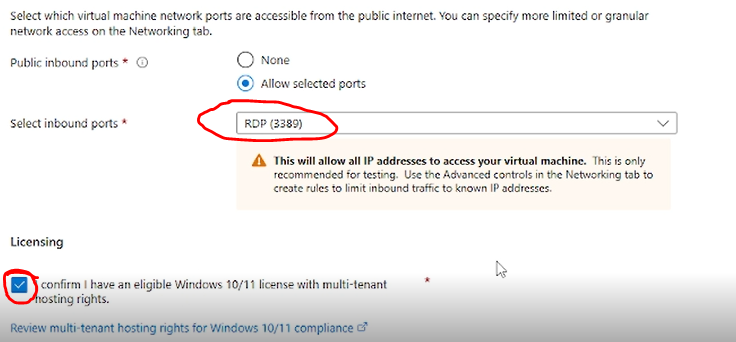 Select which virtual machine network ports are accessible from the public internet. You can specify more limited or granular
network access on the Networking tab.
Public inbound ports *
None
Allow selected ports
Select inbound ports *
RDP (3389)
This will allow all IP addresses to access your virtual machine. This is only
recommended for testing. Use the Advanced controls in the Networking tab to
create rules to limit inbound traffic to known IP addresses.
Licensing
confirm I have an eligible Windows 10/11 license with multi-tenant *
hosting rights.
Review multi-tenant hosting rights for Windows 10/11 compliance